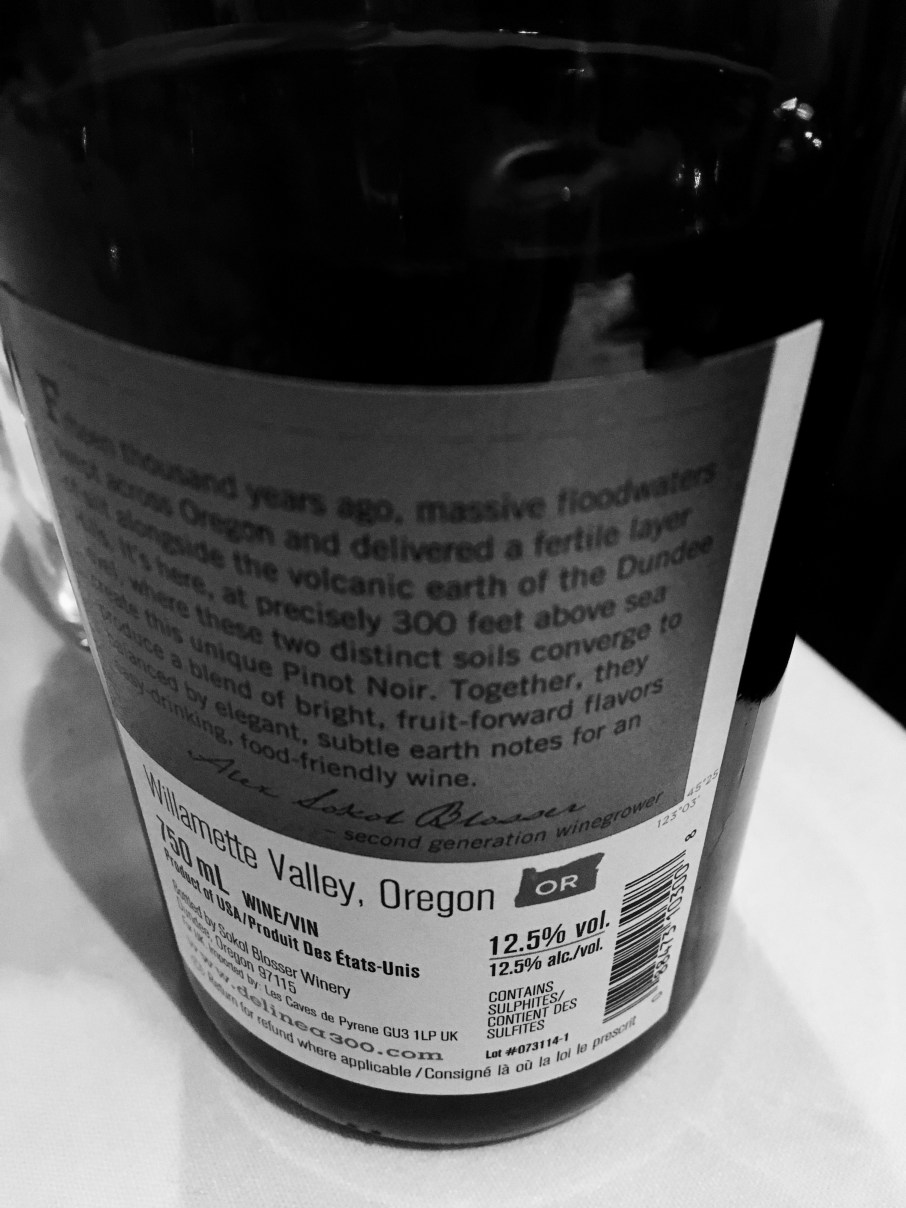 thousand years ago, massive floodwaters
across Oregon and delivered a fertile layer
alongside the volcanic earth of the Dundee
it's here, at precisely 300 feet above sea
where these two distinct soils converge to
create this unique Pinot Noir. Together, they
produce a blend of bright, fruit-forward flavors
balanced by elegant, subtle earth notes for an
easy-drinking, food-friendly wine.
Alex Sokol Blosser
- second generation winegrower
45°25
123°03'
Willamette Valley, Oregon
OR
750 mL WINE/VIN
Product of USA/Produit Des États-Unis
Bottled by Sokol Blosser Winery
Dundee, Oregon 97115
For UK: Imported by: Les Caves de Pyrene GU3 1LP UK
www.delinea300.com
Return for refund where applicable / Consigné là où la loi le prescrit
12.5% vol.
12.5% alc./vol.
CONTAINS
SULPHITES/
CONTIENT DES
SULFITES
Lot #073114-1